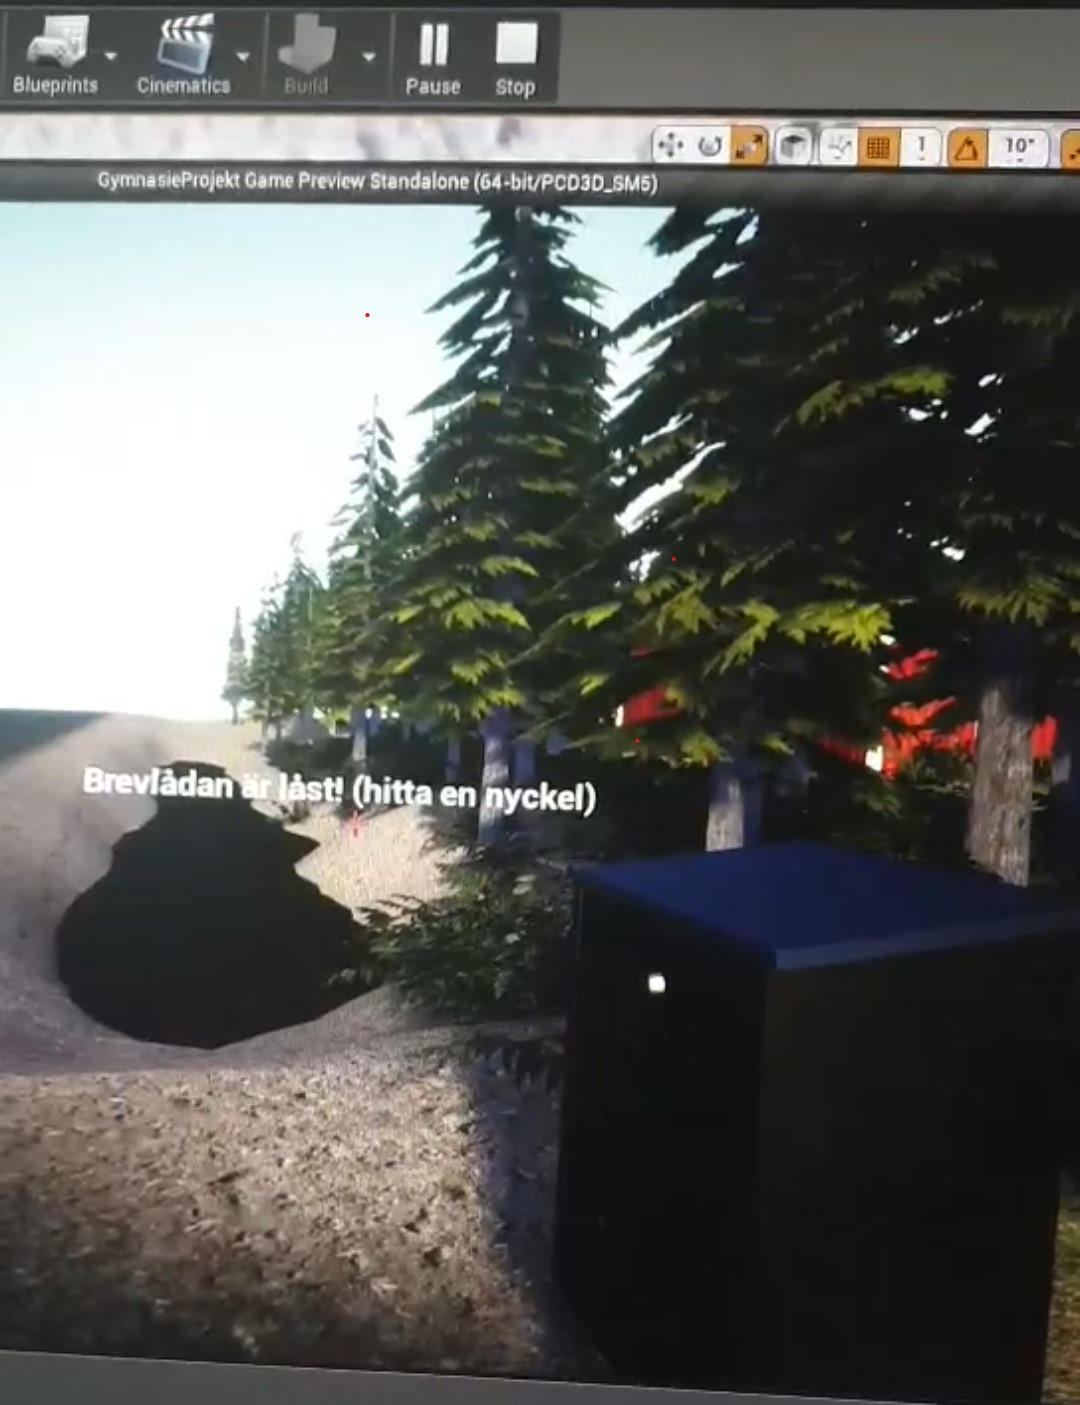 Blueprints Cinematics Build Pause Stop
1 10°
GymnasieProjekt Game Preview Standalone (64-bit/PCD3D_SM5)
Brevlådan är låst! (hitta en nyckel)